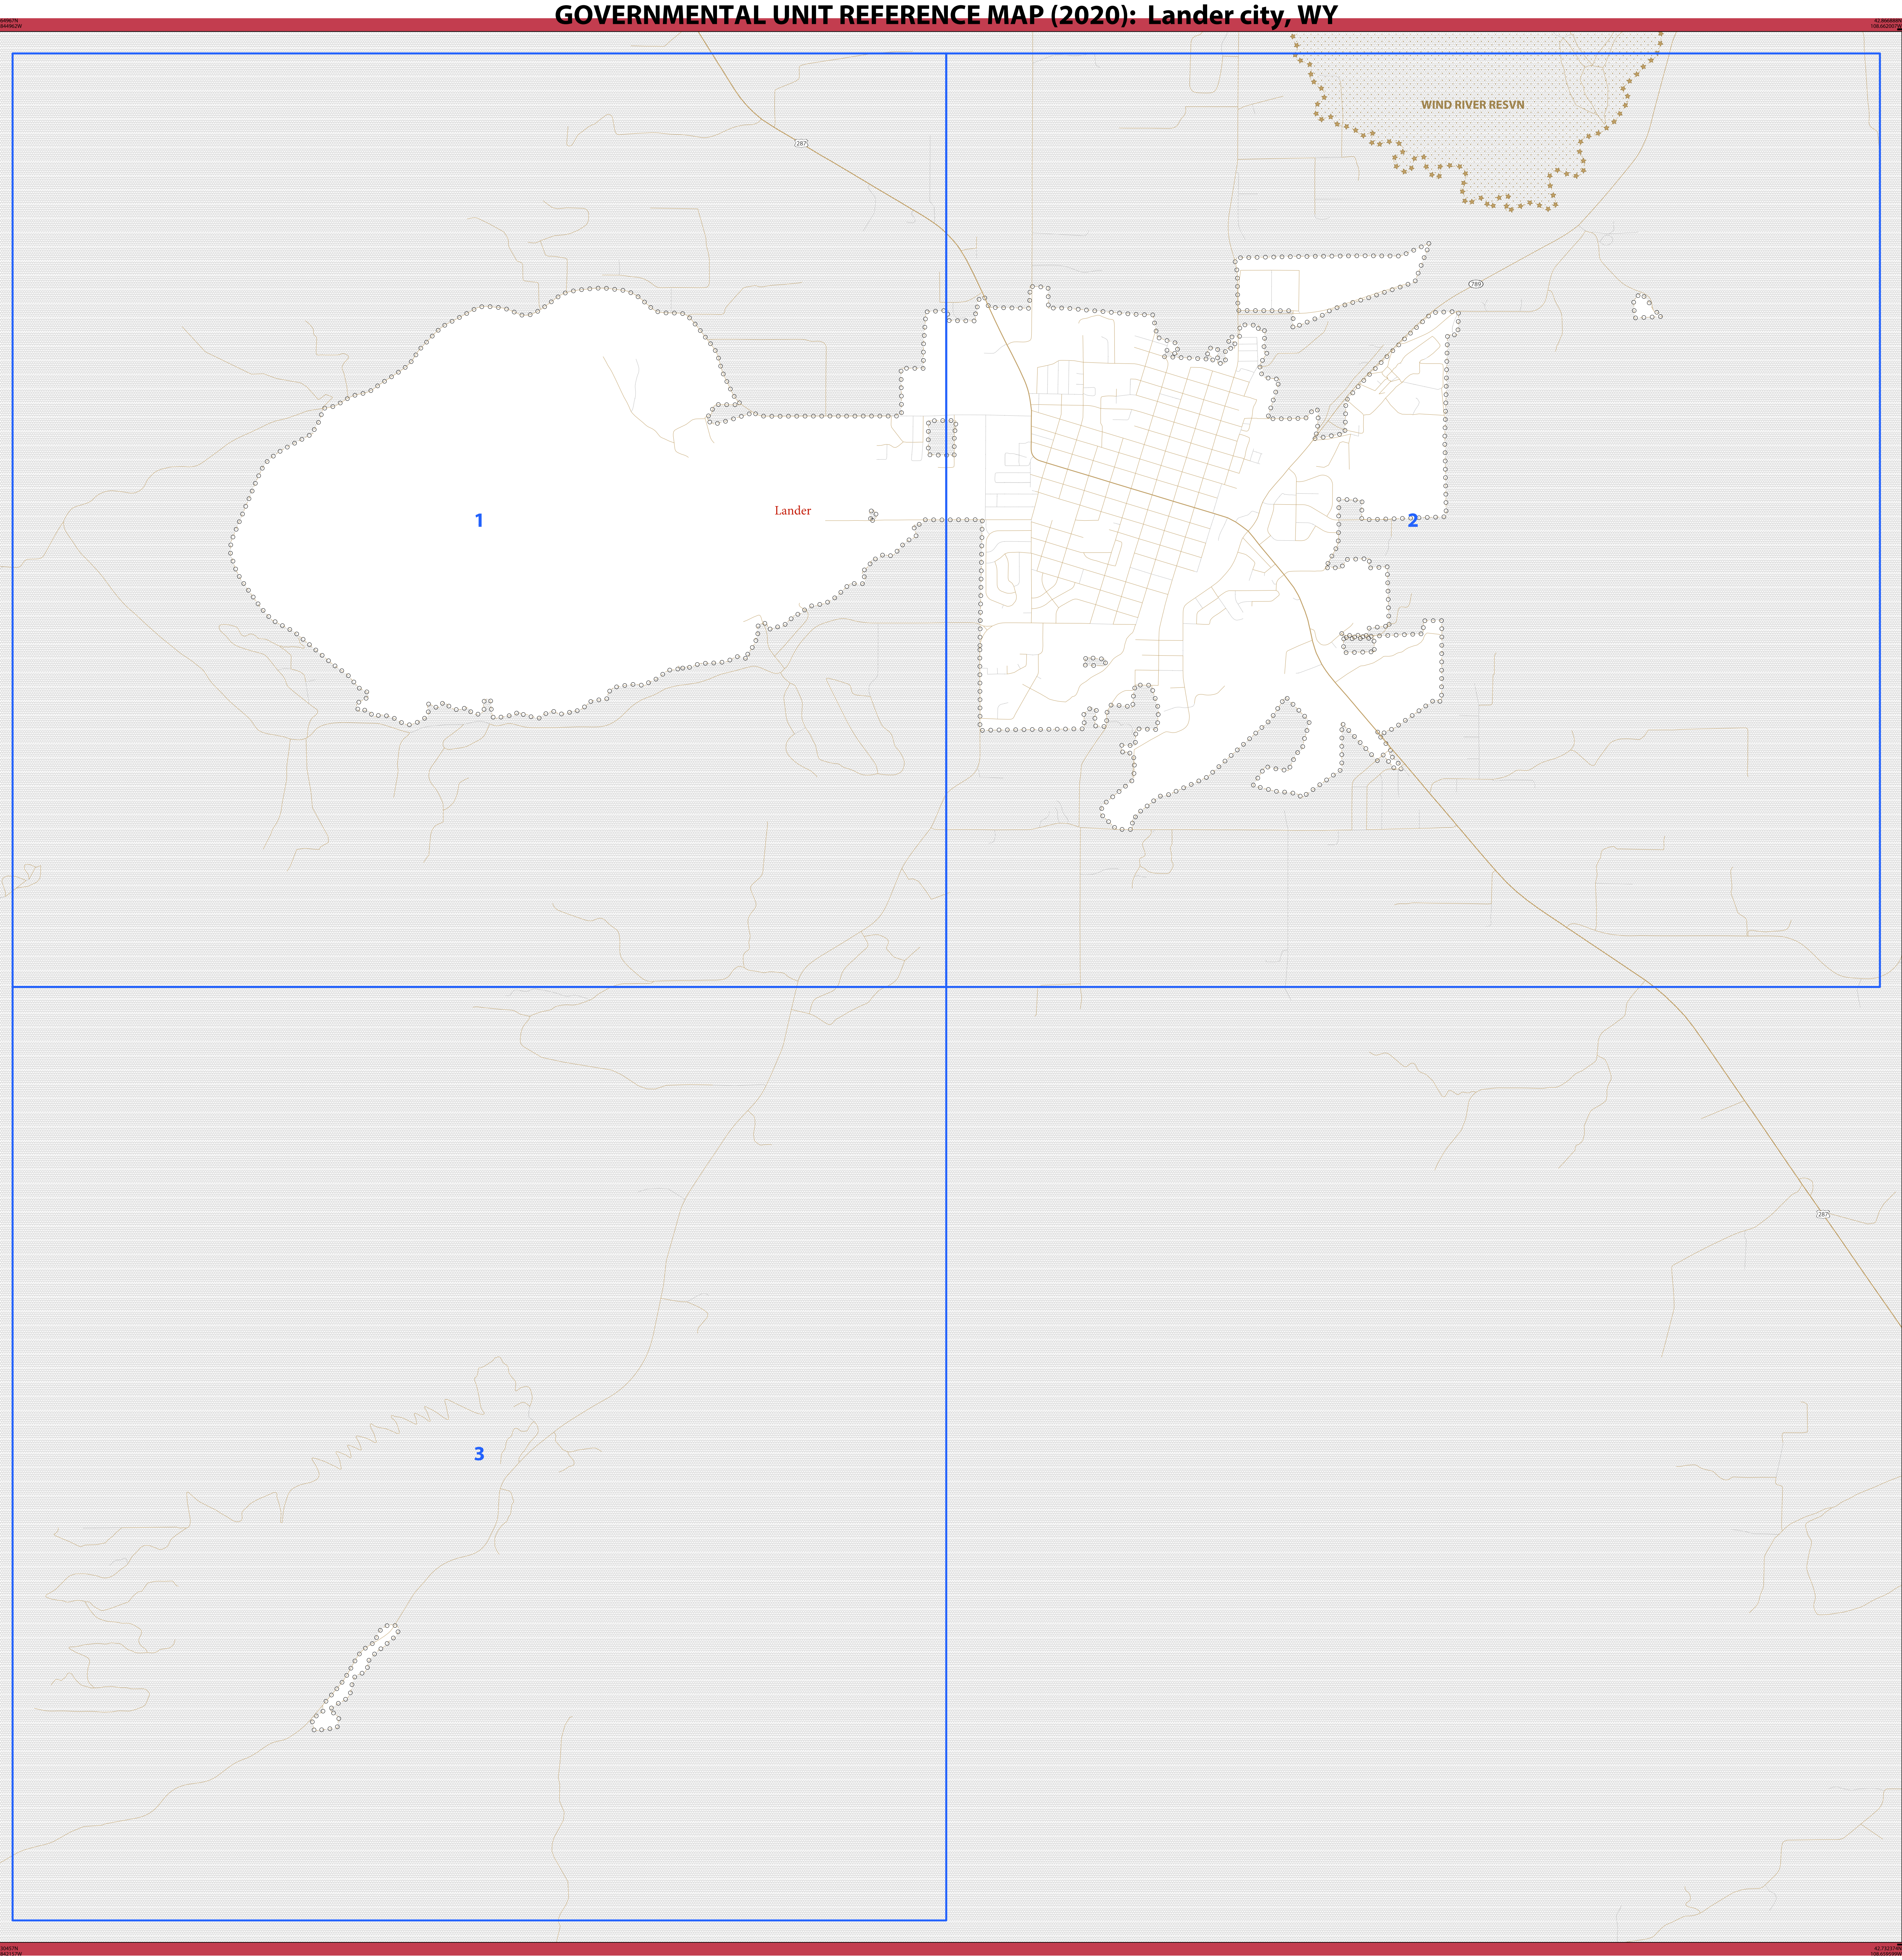 GOVERNMENTAL UNIT REFERENCE MAP (2020): Lander city, WY
WIND RIVER RESVN
287
789
Lander
1
2
287
3